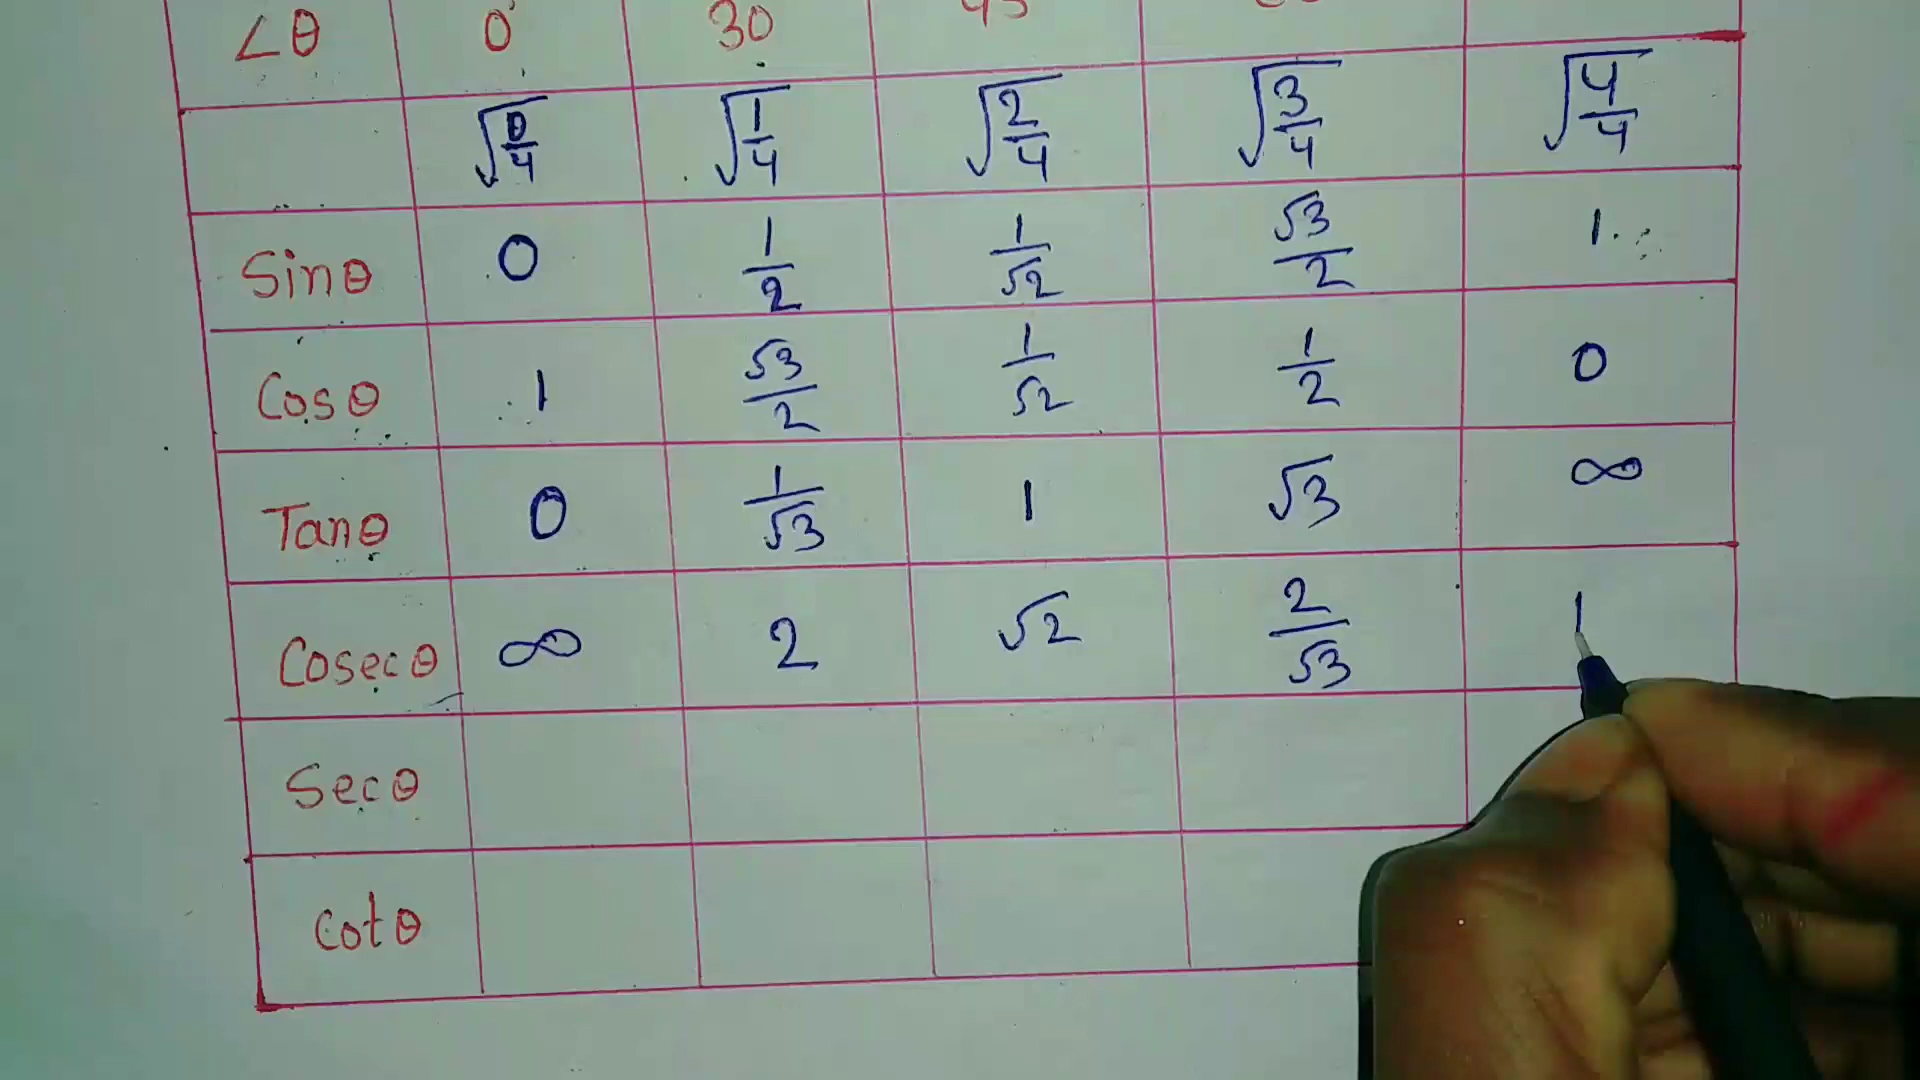 ∠θ 0° 30 45
√0/4 √1/4 √2/4 √3/4 √4/4
Sinθ 0 1/2 1/√2 √3/2 1
Cosθ 1 √3/2 1/√2 1/2 0
Tanθ 0 1/√3 1 √3 ∞
Cosecθ ∞ 2 √2 2/√3 1
Secθ
Cotθ